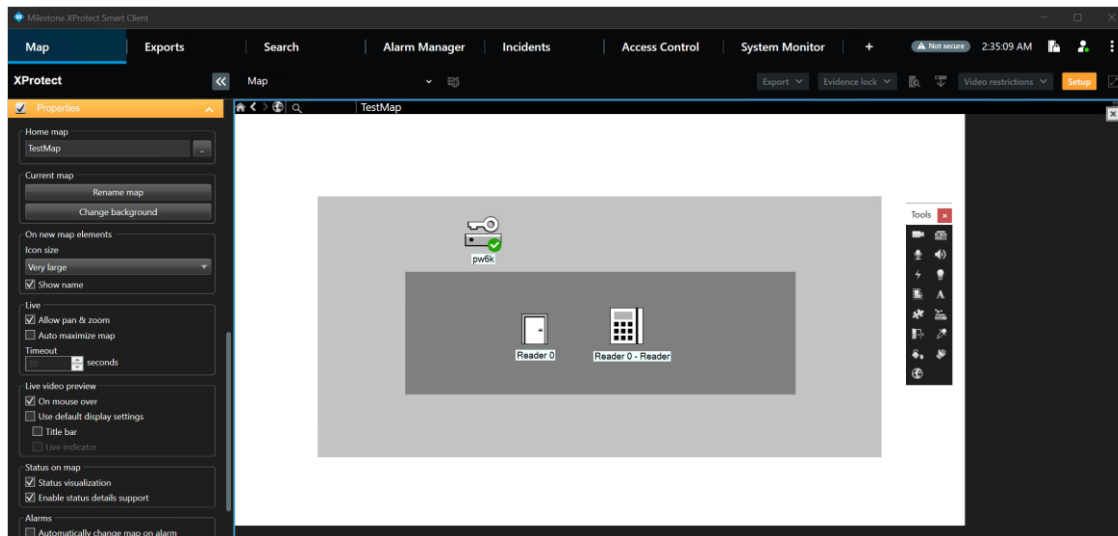 Milestone XProtect Smart Client
Map
Exports
Search
Alarm Manager
Incidents
Access Control
System Monitor
+
Not secure
2:35:09 AM
XProtect
Map
Export
Evidence lock
Video restrictions
Setup
Properties
TestMap
Home map
TestMap
Current map
Rename map
Change background
On new map elements
Icon size
Very large
Show name
Live
Allow pan & zoom
Auto maximize map
Timeout
10 seconds
Live video preview
On mouse over
Use default display settings
Title bar
Live indicator
Status on map
Status visualization
Enable status details support
Alarms
Automatically change map on alarm
pw6k
Reader 0
Reader 0 - Reader
Tools
A